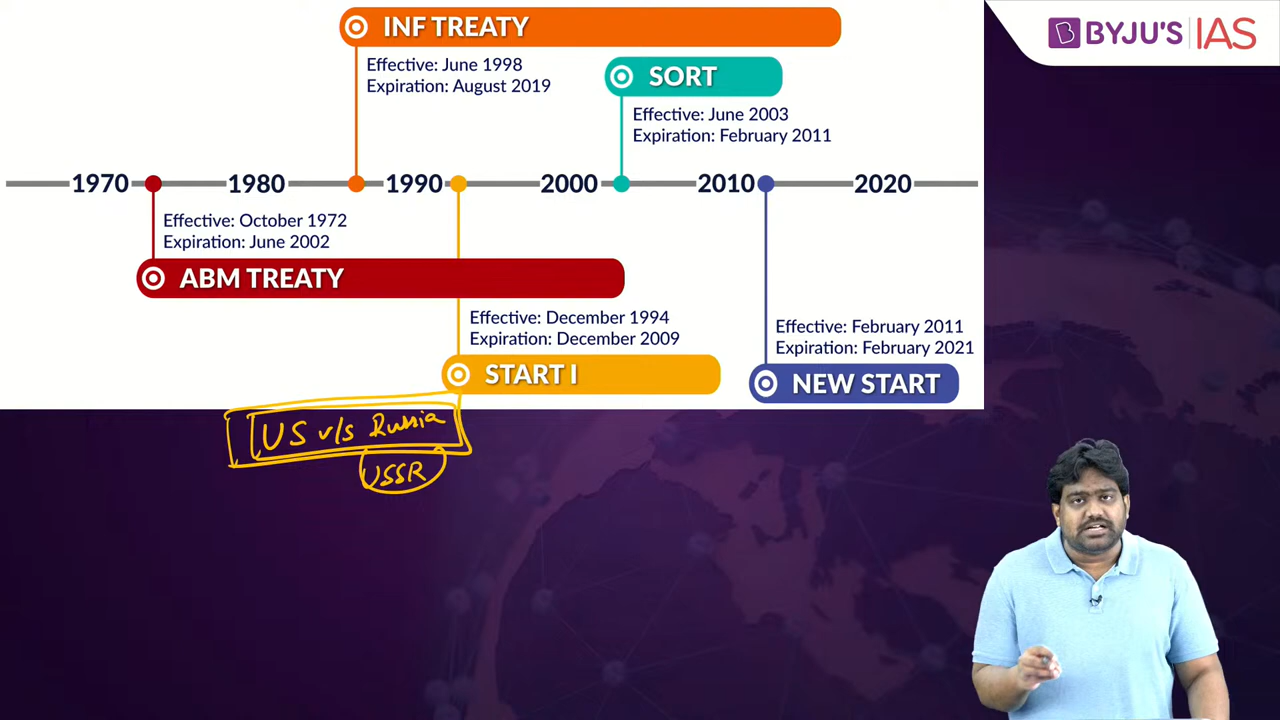 INF TREATY
Effective: June 1998
Expiration: August 2019
SORT
Effective: June 2003
Expiration: February 2011
BYJU'S IAS
1970 1980 1990 2000 2010 2020
Effective: October 1972
Expiration: June 2002
ABM TREATY
Effective: December 1994
Expiration: December 2009
START I
Effective: February 2011
Expiration: February 2021
NEW START
US v/s Russia
USSR